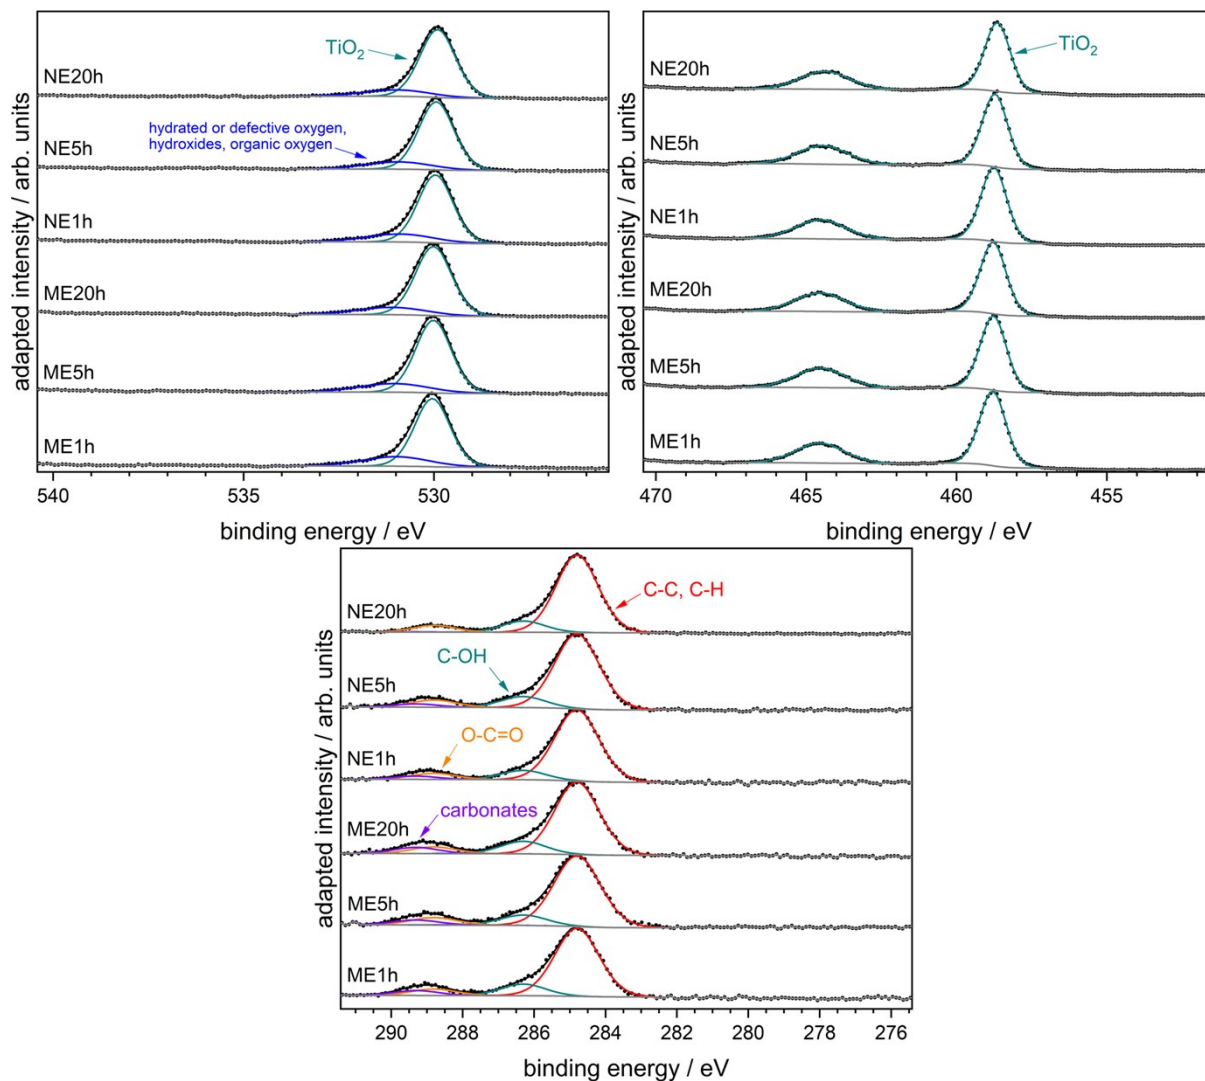 adapted intensity / arb. units
TiO2
NE20h
hydrated or defective oxygen,
hydroxides, organic oxygen
NE5h
NE1h
ME20h
ME5h
ME1h
540 535 530
binding energy / eV
adapted intensity / arb. units
TiO2
NE20h
NE5h
NE1h
ME20h
ME5h
ME1h
470 465 460 455
binding energy / eV
adapted intensity / arb. units
NE20h
C-C, C-H
C-OH
NE5h
O-C=O
NE1h
carbonates
ME20h
ME5h
ME1h
290 288 286 284 282 280 278 276
binding energy / eV